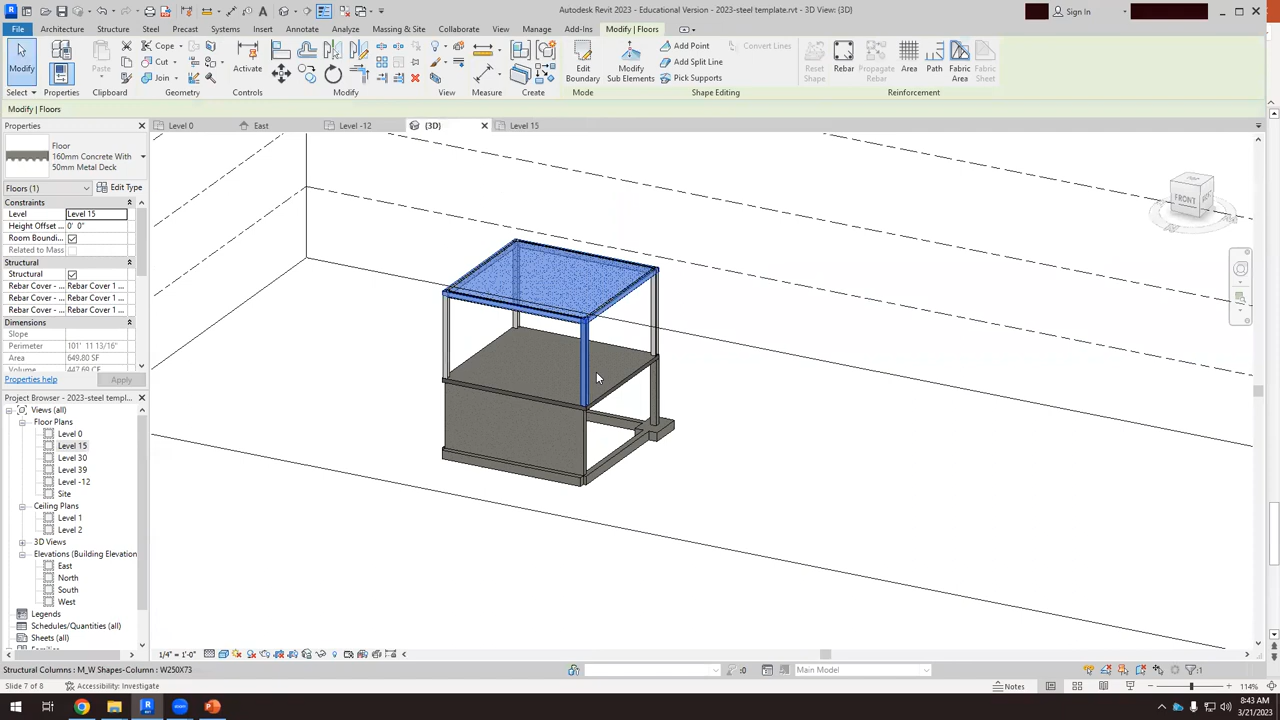 Autodesk Revit 2023 - Educational Version - 2023-steel template.rvt - 3D View: {3D}
Sign In
File Architecture Structure Steel Precast Systems Insert Annotate Analyze Massing & Site Collaborate View Manage Add-Ins Modify | Floors
Modify
Select
Properties
Paste
Clipboard
Cope
Cut
Join
Geometry
Activate
Controls
Modify
View
Measure
Create
Edit Boundary
Mode
Modify Sub Elements
Add Point
Add Split Line
Pick Supports
Convert Lines
Shape Editing
Reset Shape
Rebar
Propagate Rebar
Area
Path
Fabric Area
Fabric Sheet
Reinforcement
Modify | Floors
Properties
Level 0
East
Level -12
{3D}
Level 15
Floor
160mm Concrete With
50mm Metal Deck
Floors (1)
Edit Type
Constraints
Level Level 15
Height Offset ... 0' 0"
Room Boundi...
Related to Mass
Structural
Structural
Rebar Cover - ... Rebar Cover 1 ...
Rebar Cover - ... Rebar Cover 1 ...
Rebar Cover - ... Rebar Cover 1 ...
Dimensions
Slope
Perimeter 101' 11 13/16"
Area 649.80 SF
Volume 447.69 CF
Properties help
Apply
Project Browser - 2023-steel templ...
Views (all)
Floor Plans
Level 0
Level 15
Level 30
Level 39
Level -12
Site
Ceiling Plans
Level 1
Level 2
3D Views
Elevations (Building Elevation
East
North
South
West
Legends
Schedules/Quantities (all)
Sheets (all)
FRONT
1/4" = 1'-0"
Structural Columns : M_W Shapes-Column : W250X73
:0
Main Model
:1
Slide 7 of 8
Accessibility: Investigate
Notes
114%
8:43 AM
3/21/2023